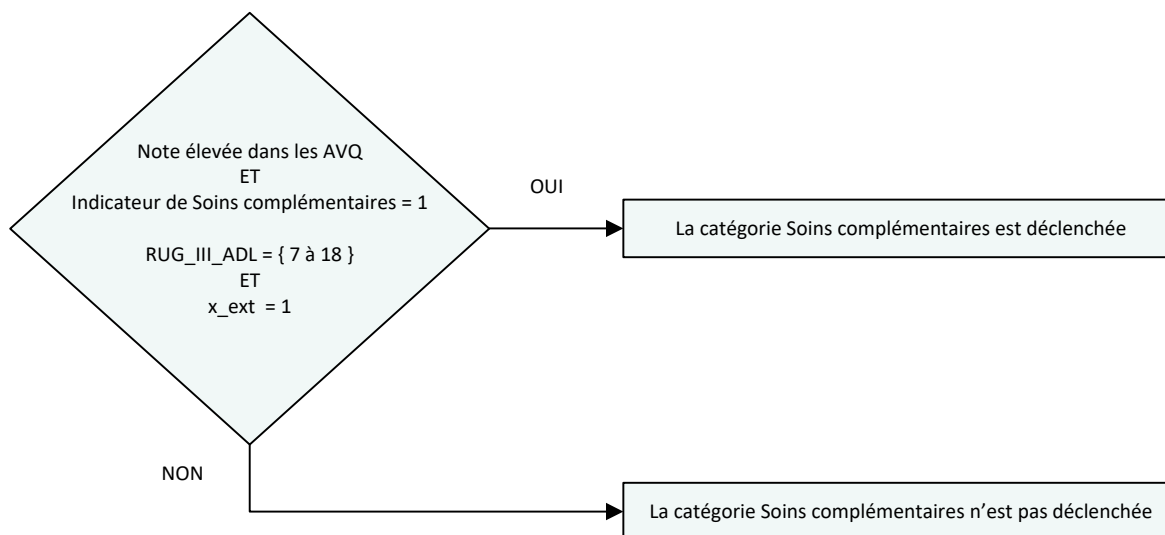 Note élevée dans les AVQ
ET
Indicateur de Soins complémentaires = 1
RUG_III_ADL = { 7 à 18 }
ET
x_ext = 1
OUI
La catégorie Soins complémentaires est déclenchée
NON
La catégorie Soins complémentaires n’est pas déclenchée